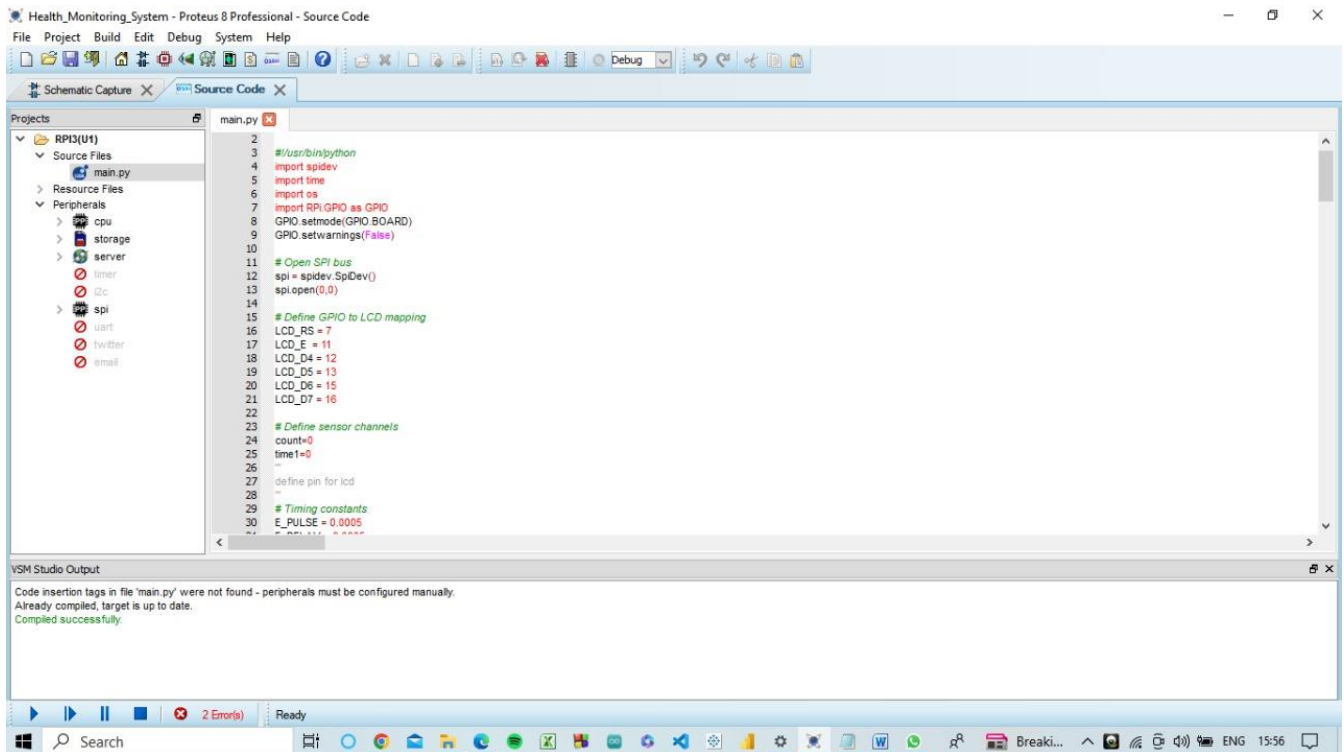 Health_Monitoring_System - Proteus 8 Professional - Source Code
File Project Build Edit Debug System Help
Debug
Schematic Capture
Source Code
Projects
RPI3(U1)
Source Files
main.py
Resource Files
Peripherals
cpu
storage
server
timer
i2c
spi
uart
twitter
email
main.py
2
3 #!/usr/bin/python
4 import spidev
5 import time
6 import os
7 import RPi.GPIO as GPIO
8 GPIO.setmode(GPIO.BOARD)
9 GPIO.setwarnings(False)
10
11 # Open SPI bus
12 spi = spidev.SpiDev()
13 spi.open(0,0)
14
15 # Define GPIO to LCD mapping
16 LCD_RS = 7
17 LCD_E = 11
18 LCD_D4 = 12
19 LCD_D5 = 13
20 LCD_D6 = 15
21 LCD_D7 = 16
22
23 # Define sensor channels
24 count=0
25 time1=0
26 '''
27 define pin for lcd
28 '''
29 # Timing constants
30 E_PULSE = 0.0005
VSM Studio Output
Code insertion tags in file 'main.py' were not found - peripherals must be configured manually.
Already compiled, target is up to date.
Compiled successfully.
2 Error(s) Ready
Search
Breaki... ENG 15:56